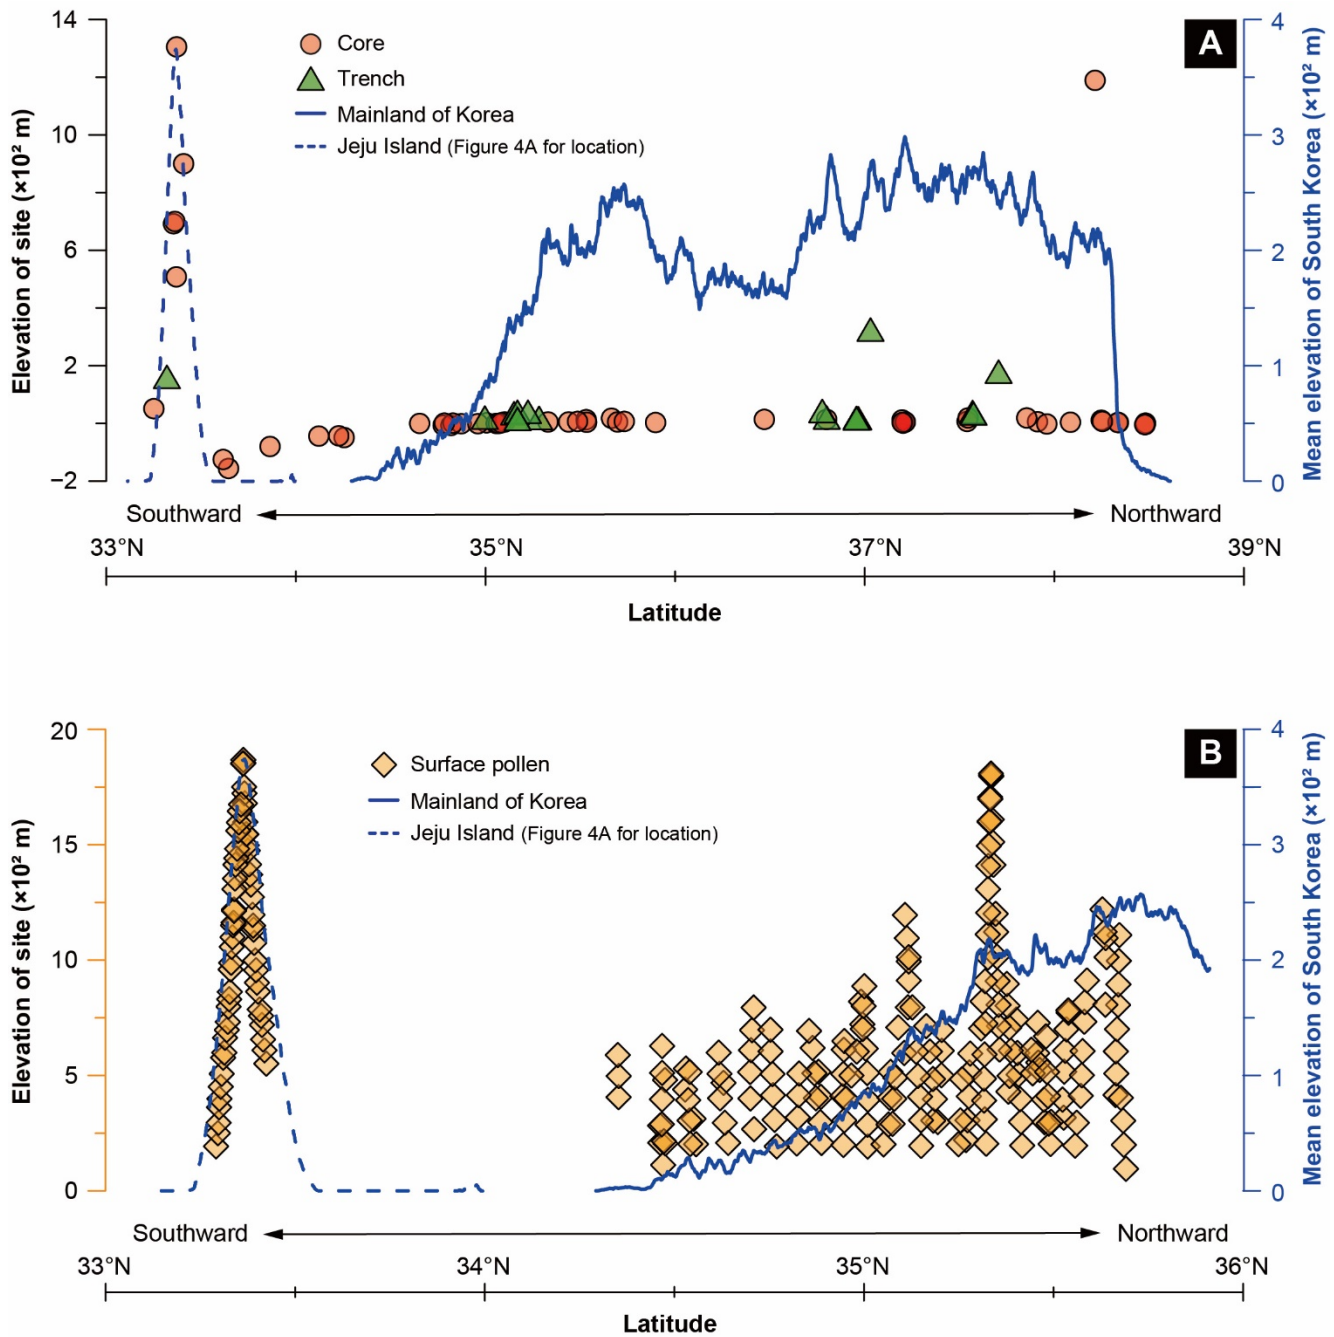 A
Core
Trench
Mainland of Korea
Jeju Island (Figure 4A for location)
14
10
6
2
−2
Elevation of site (×10² m)
4
3
2
1
0
Mean elevation of South Korea (×10² m)
Southward
Northward
33°N
35°N
37°N
39°N
Latitude
B
Surface pollen
Mainland of Korea
Jeju Island (Figure 4A for location)
20
15
10
5
0
Elevation of site (×10² m)
4
3
2
1
0
Mean elevation of South Korea (×10² m)
Southward
Northward
33°N
34°N
35°N
36°N
Latitude